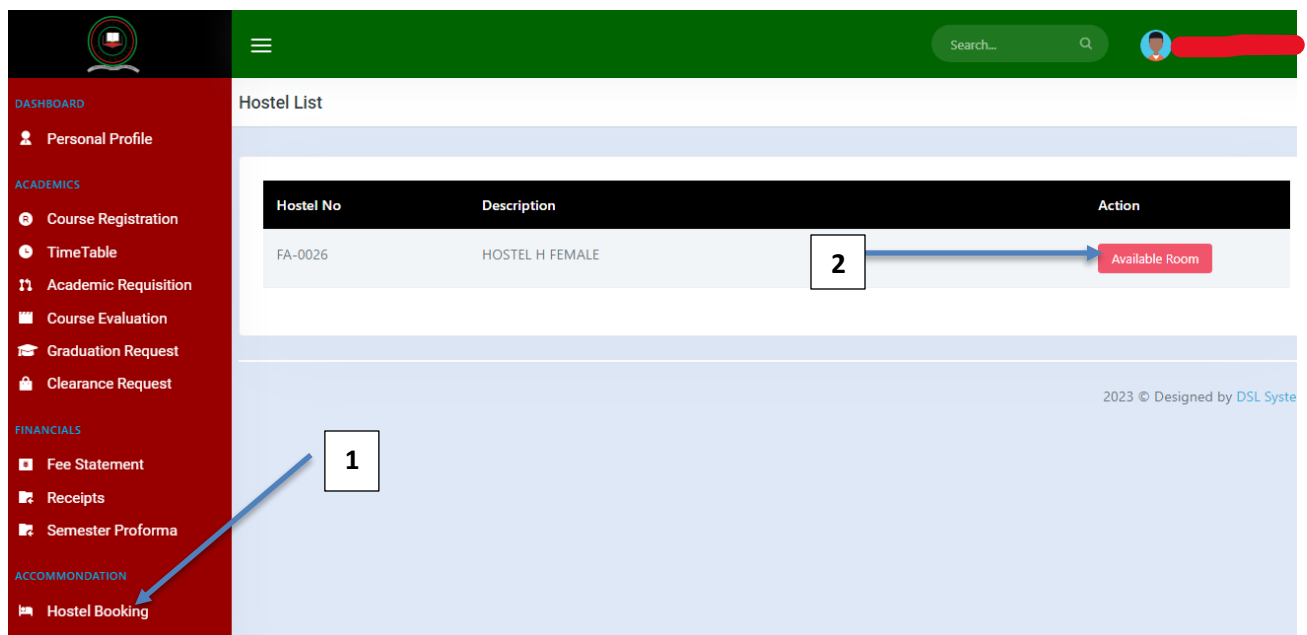 Search...
DASHBOARD
Personal Profile
ACADEMICS
Course Registration
TimeTable
Academic Requisition
Course Evaluation
Graduation Request
Clearance Request
FINANCIALS
Fee Statement
Receipts
Semester Proforma
ACCOMMONDATION
Hostel Booking
1
Hostel List
Hostel No Description Action
FA-0026 HOSTEL H FEMALE 2 Available Room
2023 © Designed by DSL Syste